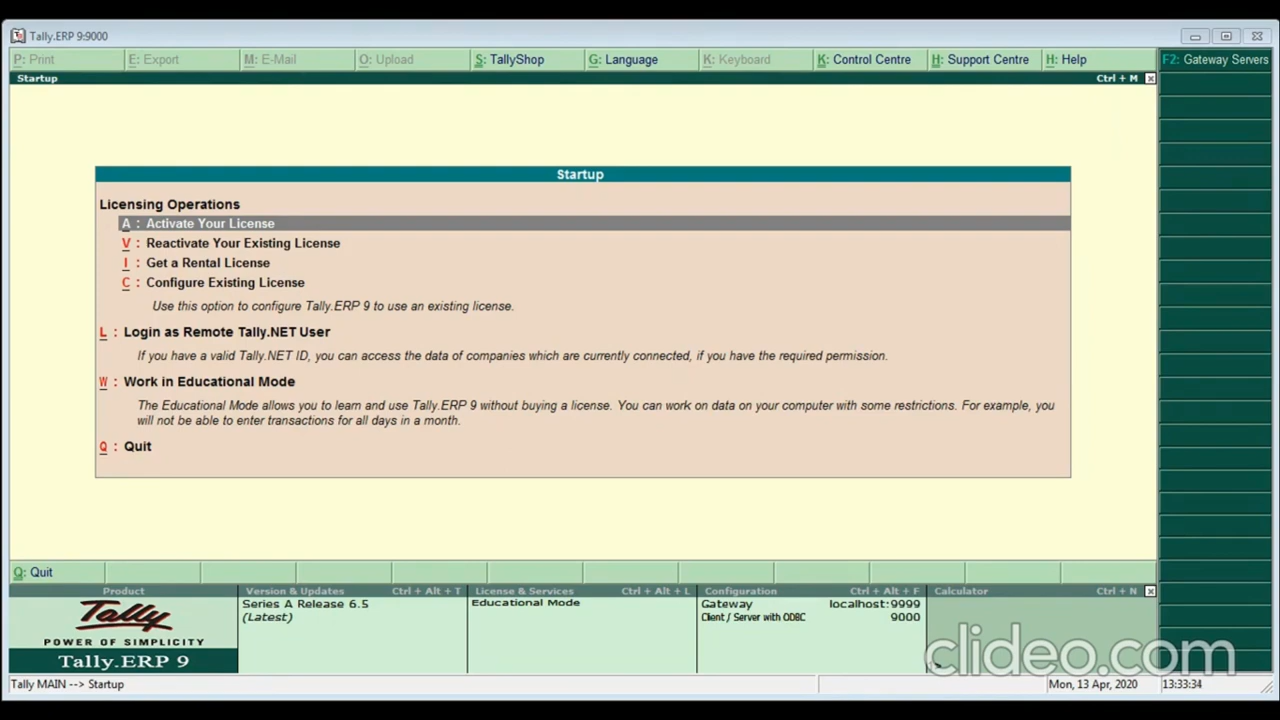 Tally.ERP 9:9000
P: Print E: Export M: E-Mail O: Upload S: TallyShop G: Language K: Keyboard K: Control Centre H: Support Centre H: Help F2: Gateway Servers
Startup Ctrl + M
Startup
Licensing Operations
A : Activate Your License
V : Reactivate Your Existing License
I : Get a Rental License
C : Configure Existing License
Use this option to configure Tally.ERP 9 to use an existing license.
L : Login as Remote Tally.NET User
If you have a valid Tally.NET ID, you can access the data of companies which are currently connected, if you have the required permission.
W : Work in Educational Mode
The Educational Mode allows you to learn and use Tally.ERP 9 without buying a license. You can work on data on your computer with some restrictions. For example, you
will not be able to enter transactions for all days in a month.
Q : Quit
Q: Quit
Product Version & Updates Ctrl + Alt + T License & Services Ctrl + Alt + L Configuration Ctrl + Alt + F Calculator Ctrl + N
Tally
POWER OF SIMPLICITY
Tally.ERP 9
Series A Release 6.5
(Latest)
Educational Mode
Gateway localhost:9999
Client / Server with ODBC 9000
clideo.com
Tally MAIN --> Startup Mon, 13 Apr, 2020 13:33:34